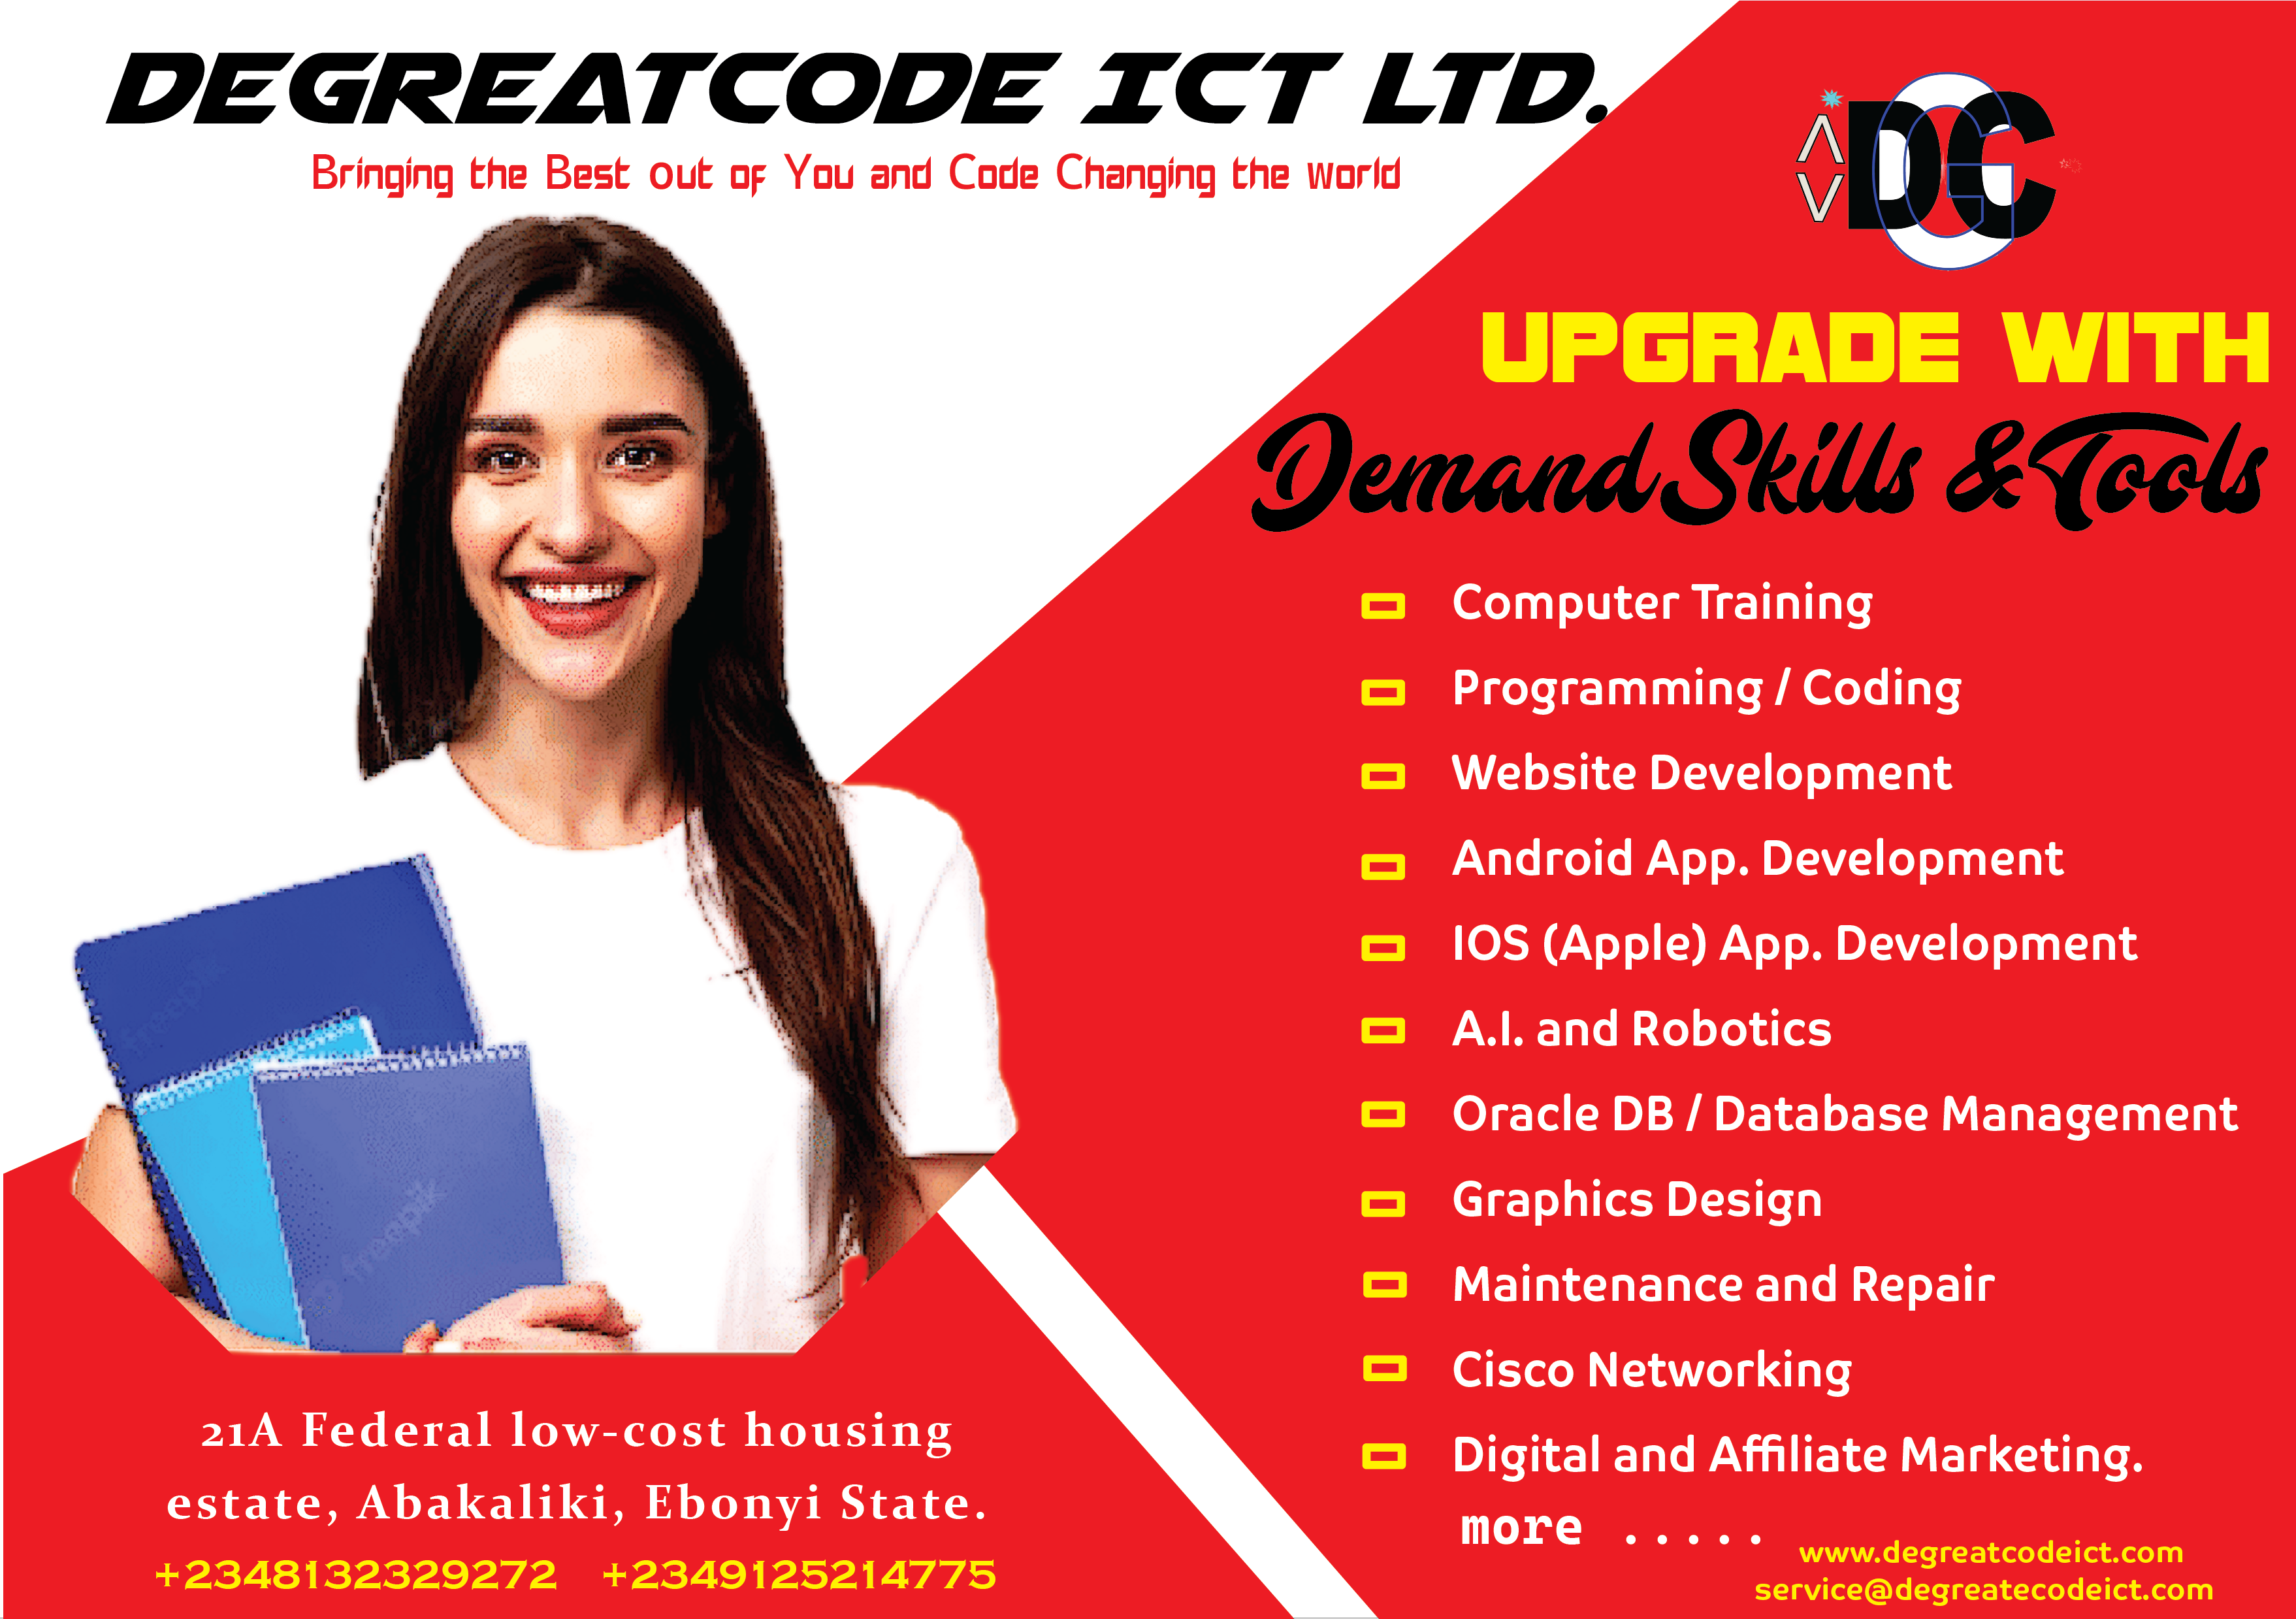 DEGREATCODE ICT LTD.
Bringing the Best out of You and Code Changing the world
DGC
UPGRADE WITH
Demand Skills & Tools
Computer Training
Programming / Coding
Website Development
Android App. Development
IOS (Apple) App. Development
A.I. and Robotics
Oracle DB / Database Management
Graphics Design
Maintenance and Repair
Cisco Networking
Digital and Affiliate Marketing.
more .....
www.degreatcodeict.com
service@degreatecodeict.com
freepik
freepik
21A Federal low-cost housing
estate, Abakaliki, Ebonyi State.
+2348132329272 +2349125214775